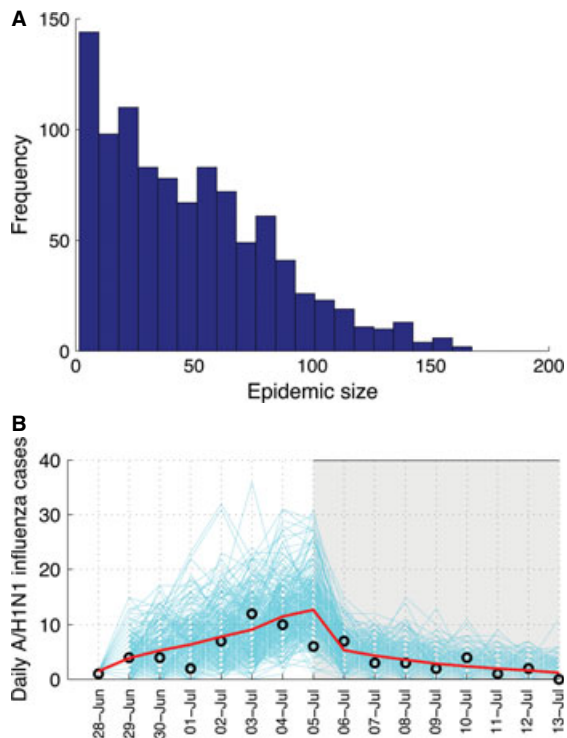 A
150
100
50
0
Frequency
0 50 100 150 200
Epidemic size
B
Daily A/H1N1 influenza cases
40
30
20
10
0
28-Jun
29-Jun
30-Jun
01-Jul
02-Jul
03-Jul
04-Jul
05-Jul
06-Jul
07-Jul
08-Jul
09-Jul
10-Jul
11-Jul
12-Jul
13-Jul